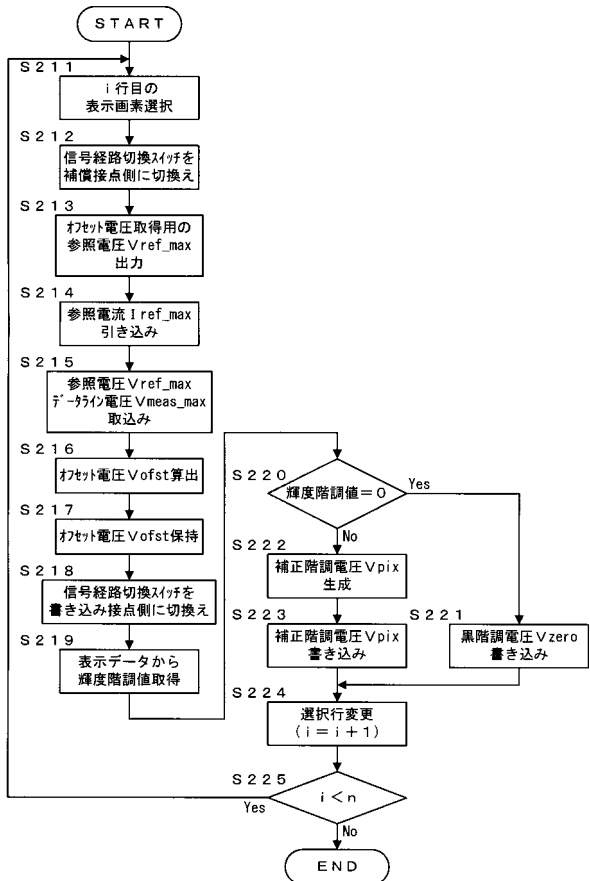 START
S211
i行目の
表示画素選択
S212
信号経路切換スイッチを
補償接点側に切換え
S213
オフセット電圧取得用の
参照電圧Vref_max
出力
S214
参照電流Iref_max
引き込み
S215
参照電圧Vref_max
データライン電圧Vmeas_max
取込み
S216
オフセット電圧Vofst算出
S217
オフセット電圧Vofst保持
S218
信号経路切換スイッチを
書き込み接点側に切換え
S219
表示データから
輝度階調値取得
S220
輝度階調値=0
Yes
No
S222
補正階調電圧Vpix
生成
S223
補正階調電圧Vpix
書き込み
S221
黒階調電圧Vzero
書き込み
S224
選択行変更
(i=i+1)
S225
i<n
Yes
No
END